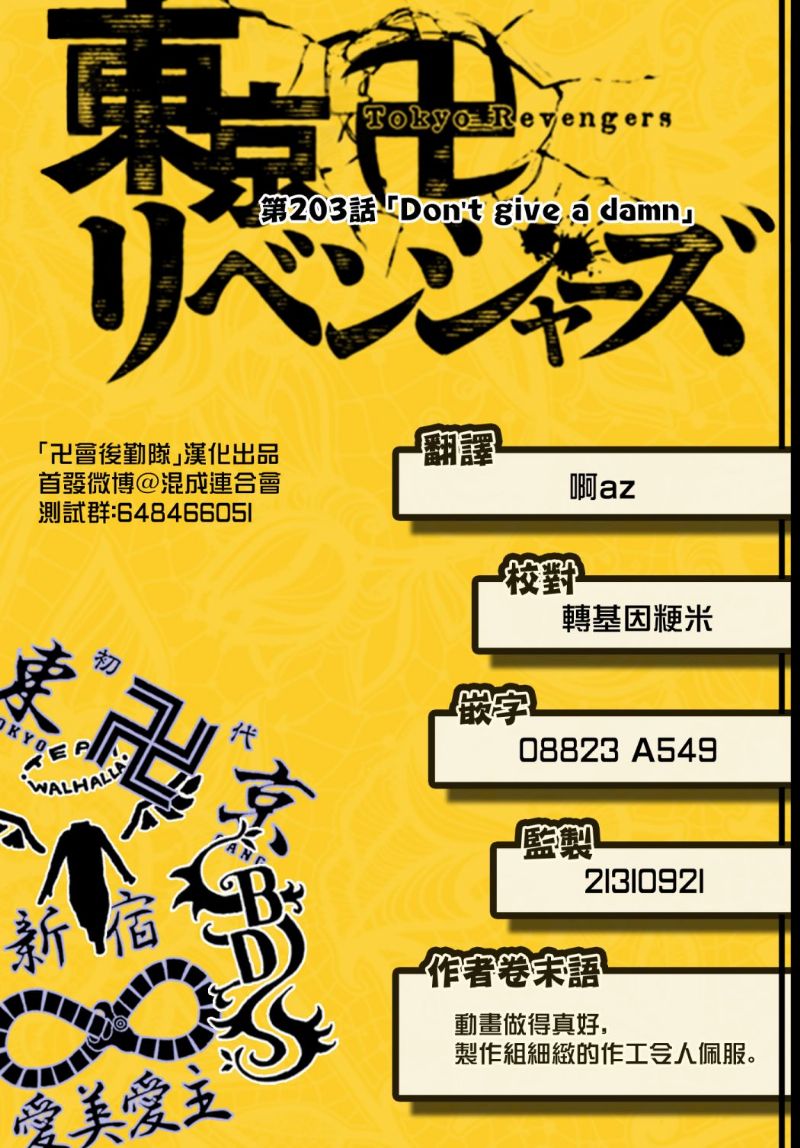 東京卍
Tokyo Revengers
第203話「Don't give a damn」
リベンジャーズ
「卍會後勤隊」漢化出品
首發微博@混成連合會
測試群:648466051
翻譯
啊az
校對
轉基因粳米
嵌字
08823 A549
監製
21310921
作者卷末語
動畫做得真好,
製作組細緻的作工令人佩服。
東
初
卍
代
TOKYO
WALHALLA
京
BDS
新宿
愛美愛主